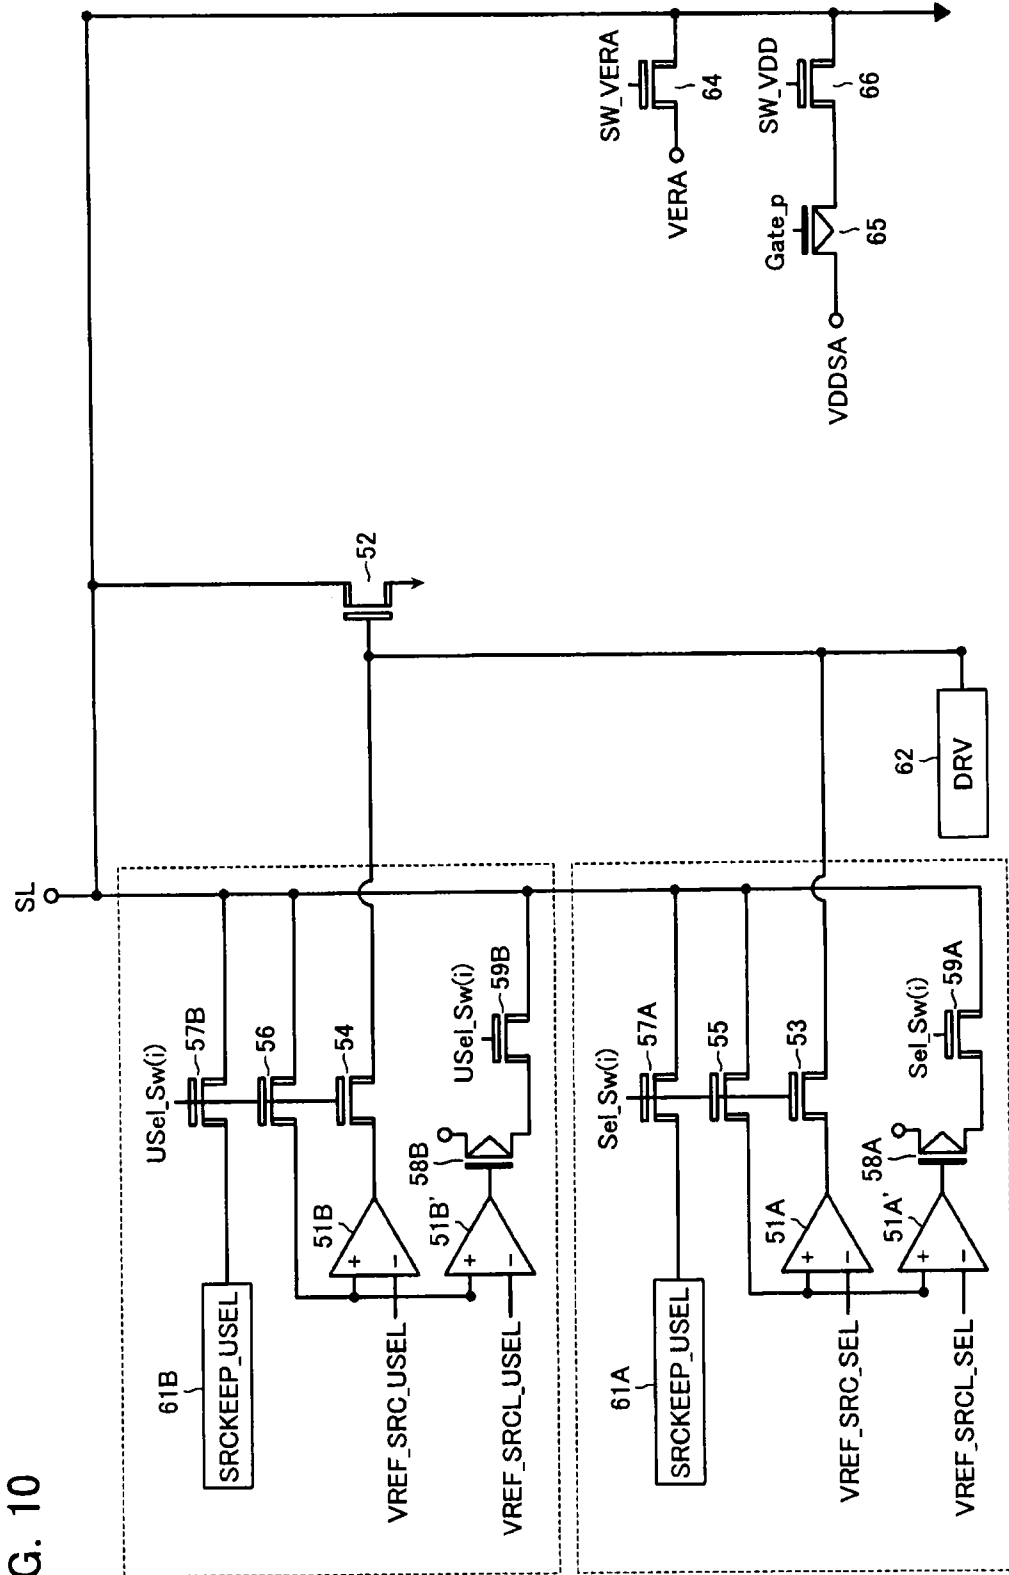 G. 10
SL
SW_VERA
64
VERA
SW_VDD
66
Gate_p
65
VDDSA
52
62
DRV
USel_Sw(i)
57B
56
54
61B
SRCKEEP_USEL
51B
+
-
VREF_SRC_USEL
51B'
+
-
VREF_SRCL_USEL
58B
USel_Sw(i)
59B
Sel_Sw(i)
57A
55
53
61A
SRCKEEP_USEL
51A
+
-
VREF_SRC_SEL
51A'
+
-
VREF_SRCL_SEL
58A
Sel_Sw(i)
59A